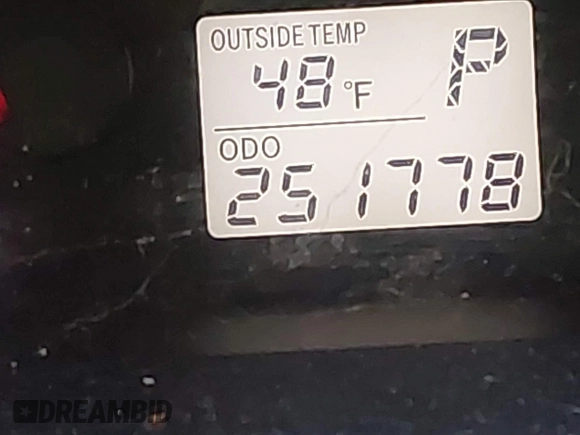 OUTSIDE TEMP
48°F P
ODO
251778
DREAMBID